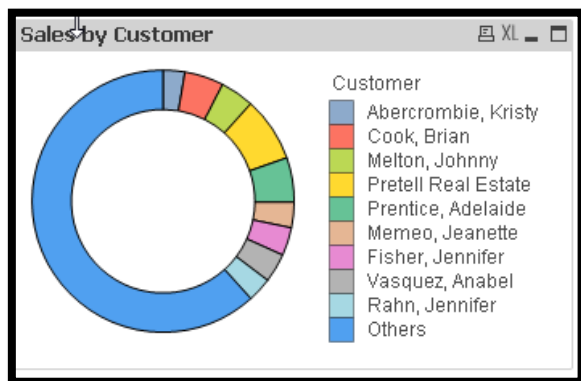 Sales by Customer XL
Customer
Abercrombie, Kristy
Cook, Brian
Melton, Johnny
Pretell Real Estate
Prentice, Adelaide
Memeo, Jeanette
Fisher, Jennifer
Vasquez, Anabel
Rahn, Jennifer
Others